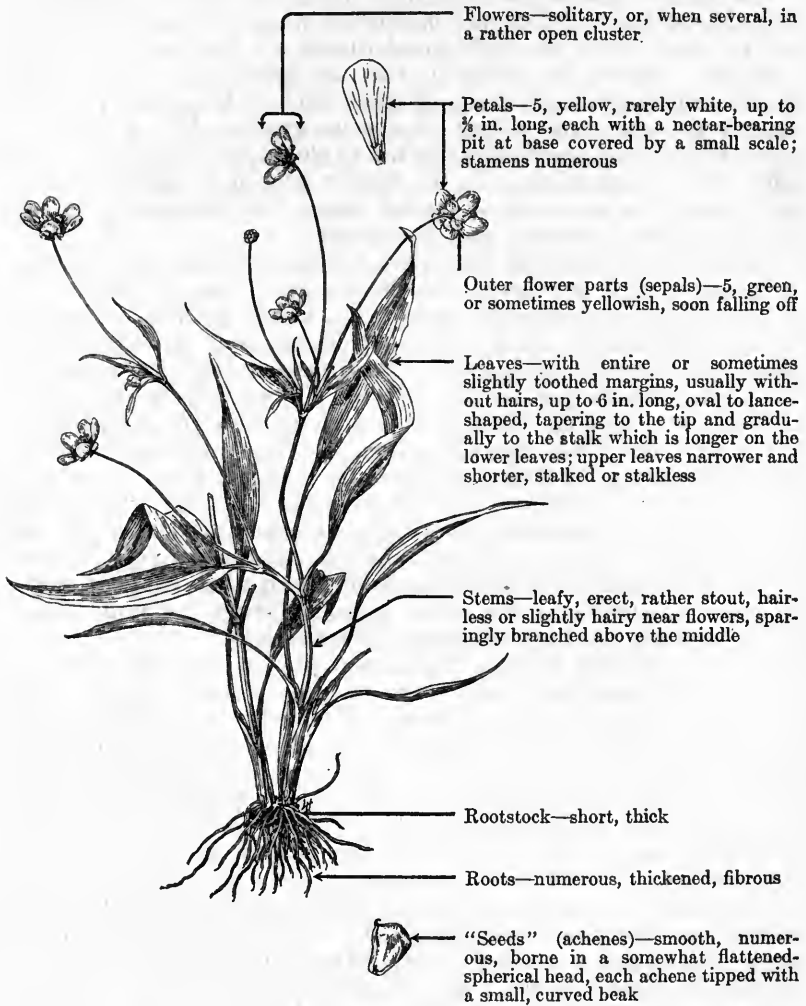 Flowers—solitary, or, when several, in
a rather open cluster.
Petals—5, yellow, rarely white, up to
⅝ in. long, each with a nectar-bearing
pit at base covered by a small scale;
stamens numerous
Outer flower parts (sepals)—5, green,
or sometimes yellowish, soon falling off
Leaves—with entire or sometimes
slightly toothed margins, usually with-
out hairs, up to 6 in. long, oval to lance-
shaped, tapering to the tip and gradu-
ally to the stalk which is longer on the
lower leaves; upper leaves narrower and
shorter, stalked or stalkless
Stems—leafy, erect, rather stout, hair-
less or slightly hairy near flowers, spar-
ingly branched above the middle
Rootstock—short, thick
Roots—numerous, thickened, fibrous
"Seeds" (achenes)—smooth, numer-
ous, borne in a somewhat flattened-
spherical head, each achene tipped with
a small, curved beak